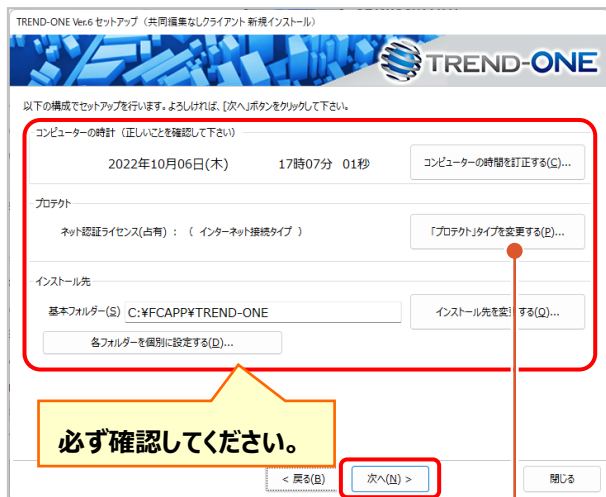 TREND-ONE Ver.6 セットアップ（共同編集なしクライアント 新規インストール）
TREND-ONE
以下の構成でセットアップを行います。よろしければ、[次へ]ボタンをクリックして下さい。
コンピューターの時計（正しいことを確認して下さい）
2022年10月06日(木) 17時07分 01秒
コンピューターの時間を訂正する(C)...
プロテクト
ネット認証ライセンス(占有) ： （ インターネット接続タイプ ）
「プロテクト」タイプを変更する(P)...
インストール先
基本フォルダー(S) C:¥FCAPP¥TREND-ONE
インストール先を変更する(O)...
各フォルダーを個別に設定する(D)...
必ず確認してください。
< 戻る(B)
次へ(N) >
閉じる